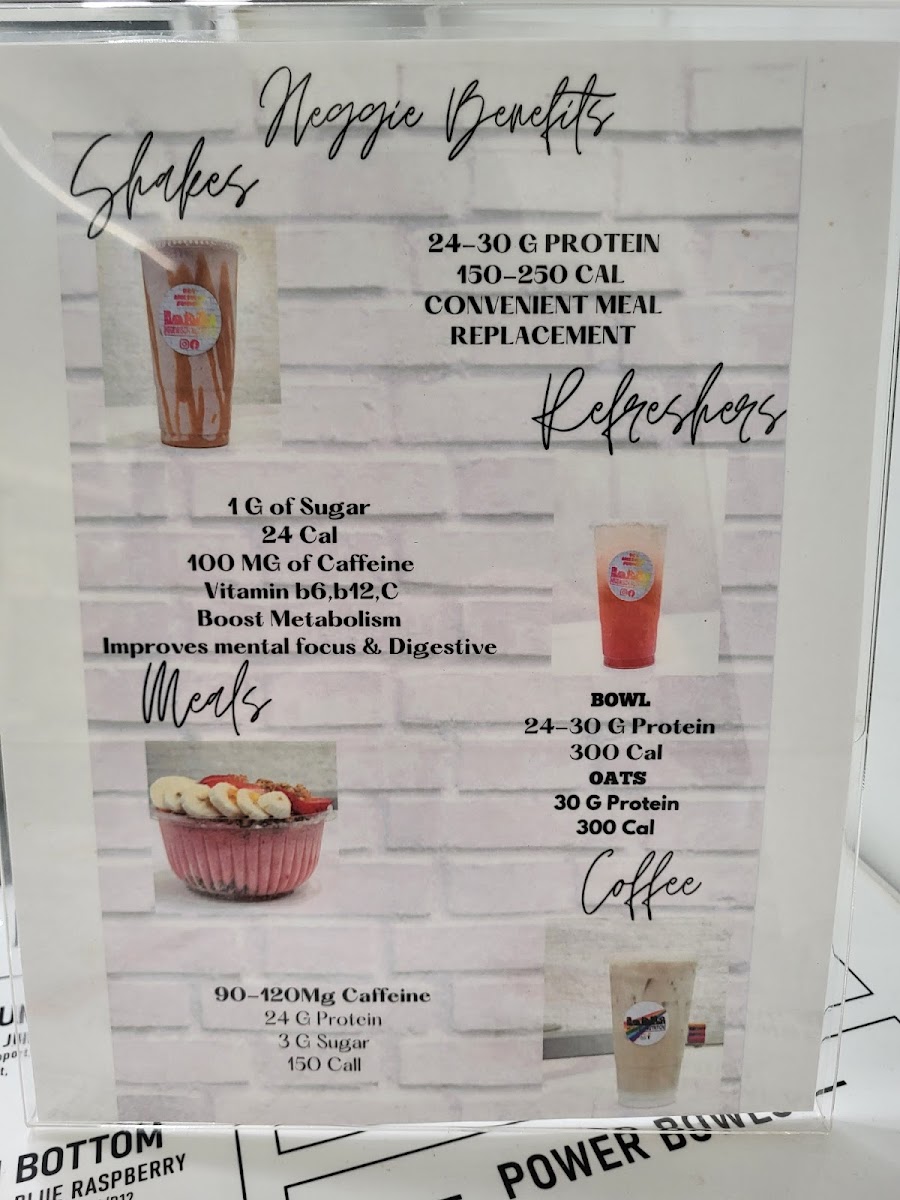 Heggie Benefits
Shakes
24-30 G PROTEIN
150-250 CAL
CONVENIENT MEAL
REPLACEMENT
Refreshers
1 G of Sugar
24 Cal
100 MG of Caffeine
Vitamin b6,b12,C
Boost Metabolism
Improves mental focus & Digestive
Meals
BOWL
24-30 G Protein
300 Cal
OATS
30 G Protein
300 Cal
Coffee
90-120Mg Caffeine
24 G Protein
3 G Sugar
150 Call
BOTTOM
BLUE RASPBERRY
POWER BOWLS